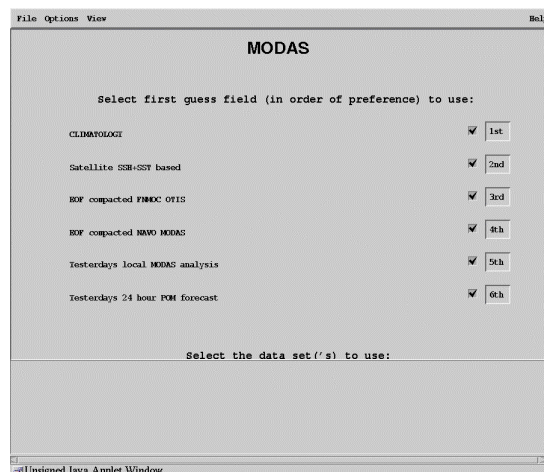 File Options View Help
MODAS
Select first guess field (in order of preference) to use:
CLIMATOLOGY 1st
Satellite SSH+SST based 2nd
EOF compacted FNMOC OTIS 3rd
EOF compacted NAVO MODAS 4th
Yesterdays local MODAS analysis 5th
Yesterdays 24 hour POM forecast 6th
Select the data set('s) to use:
Unsigned Java Applet Window